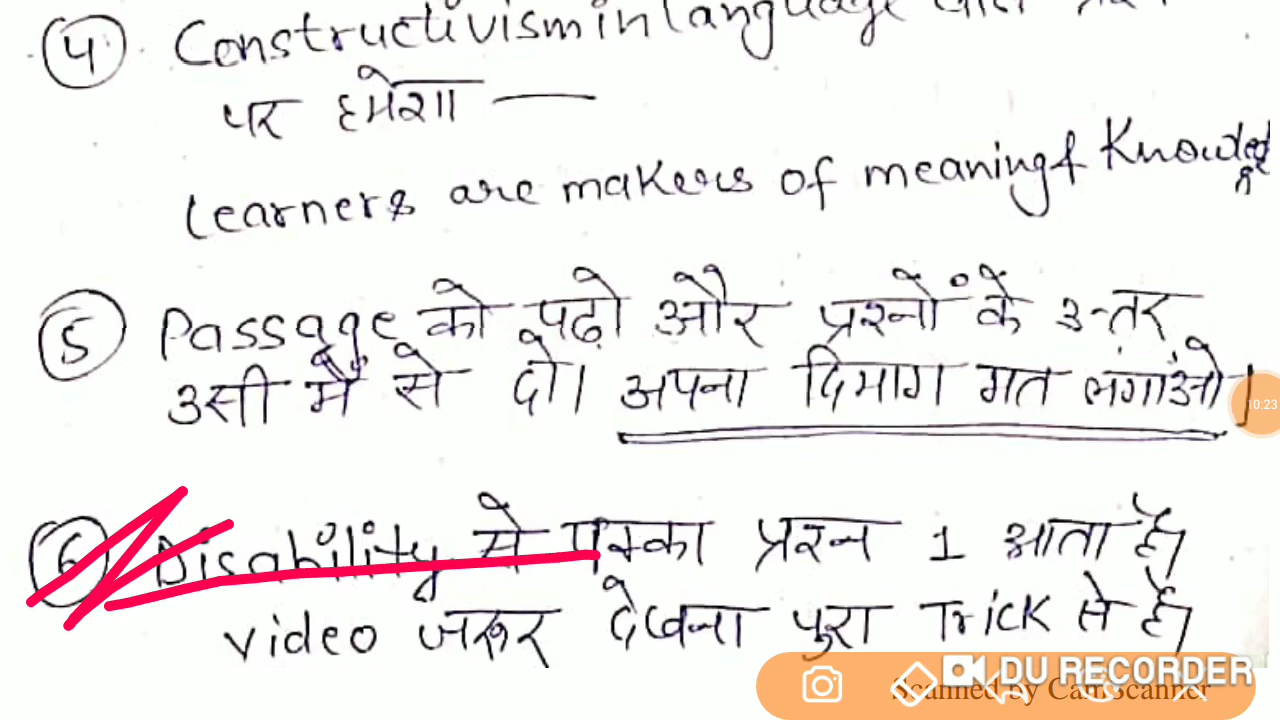 4 Constructivism in language
पर हमेशा —
Learners are makers of meaning & Knowledge
5 Passage को पढ़ो और प्रश्नों के उत्तर
उसी में से दो। अपना दिमाग मत लगाओ।
10:23
6 Disability से पक्का प्रश्न 1 आता है।
video जरूर देखना पुरा Trick से है।
DU RECORDER
Scanned by CamScanner